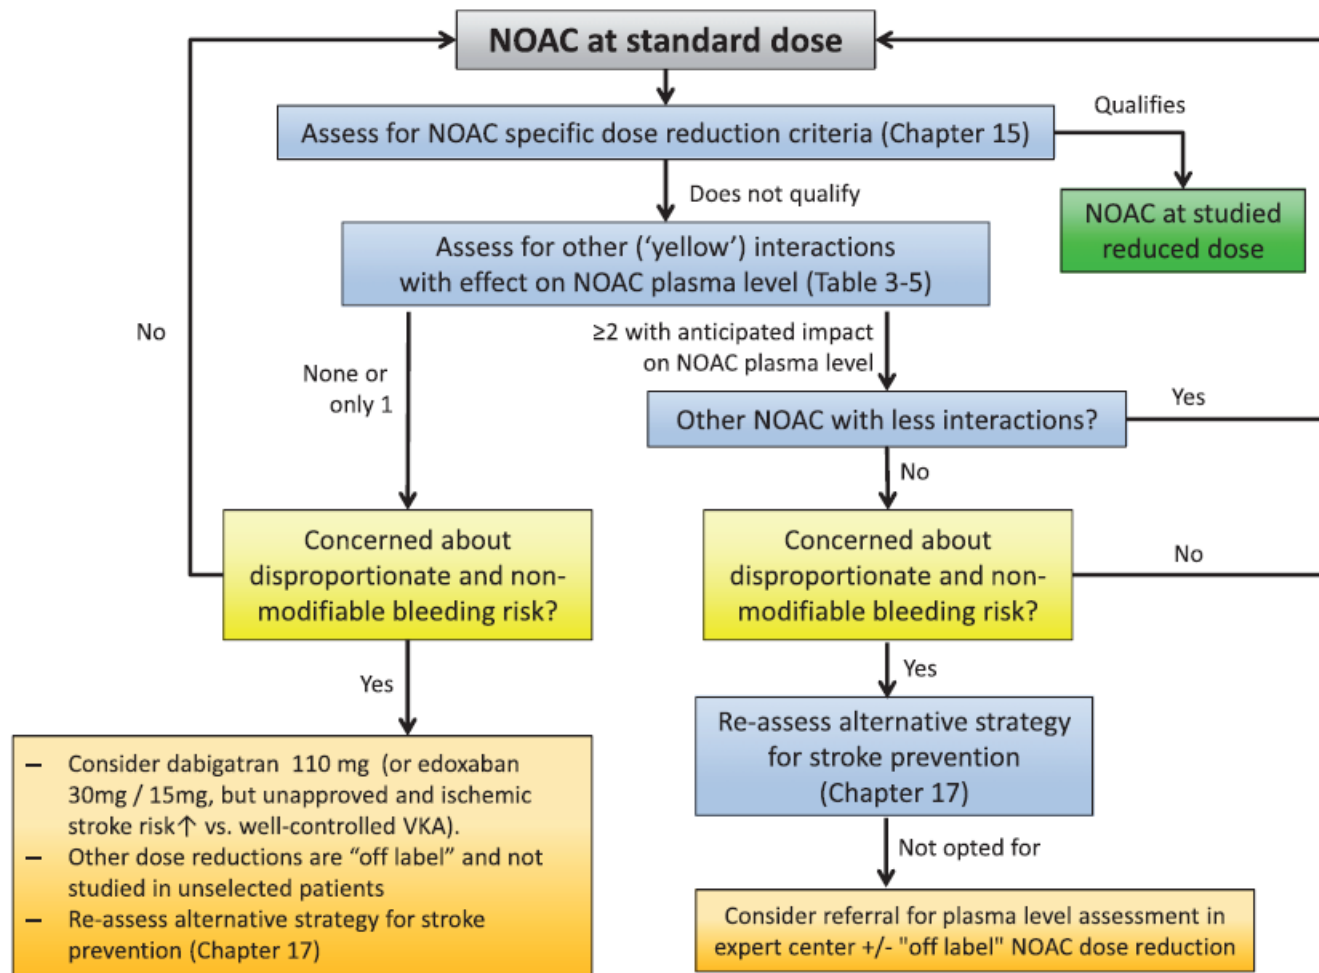 NOAC at standard dose
Assess for NOAC specific dose reduction criteria (Chapter 15)
Qualifies
NOAC at studied
reduced dose
Does not qualify
Assess for other (‘yellow’) interactions
with effect on NOAC plasma level (Table 3-5)
No
None or
only 1
≥2 with anticipated impact
on NOAC plasma level
Other NOAC with less interactions?
Yes
No
Concerned about
disproportionate and non-
modifiable bleeding risk?
Concerned about
disproportionate and non-
modifiable bleeding risk?
No
Yes
Yes
– Consider dabigatran 110 mg (or edoxaban
30mg / 15mg, but unapproved and ischemic
stroke risk↑ vs. well-controlled VKA).
– Other dose reductions are “off label” and not
studied in unselected patients
– Re-assess alternative strategy for stroke
prevention (Chapter 17)
Re-assess alternative strategy
for stroke prevention
(Chapter 17)
Not opted for
Consider referral for plasma level assessment in
expert center +/- "off label" NOAC dose reduction